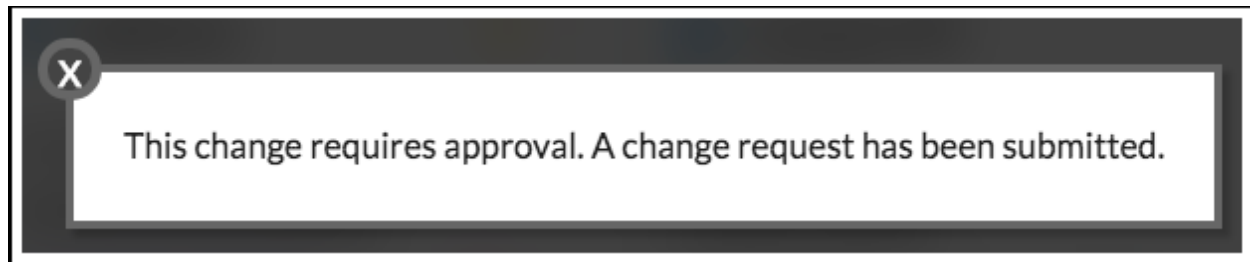 X
This change requires approval. A change request has been submitted.